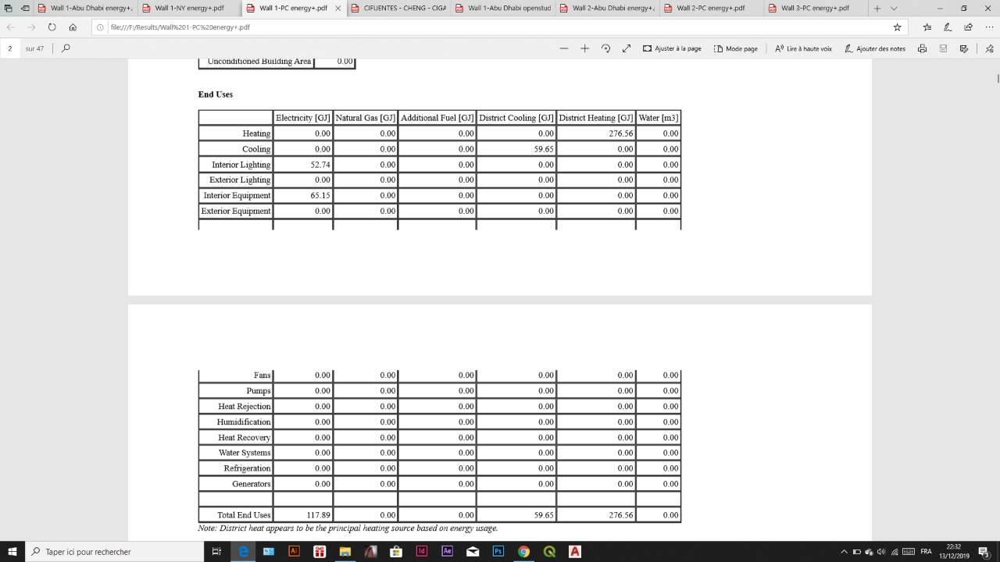 Wall 1-Abu Dhabi energy+.
Wall 1-NY energy+.pdf
Wall 1-PC energy+.pdf
CIFUENTES - CHENG - CIGA
Wall 1-Abu Dhabi openstud
Wall 2-Abu Dhabi energy+.
Wall 2-PC energy+.pdf
Wall 3-PC energy+.pdf
file:///F:/Results/Wall%201-PC%20energy+.pdf
2 sur 47 Ajuster à la page Mode page Lire à haute voix Ajouter des notes
Unconditioned Building Area 0.00
End Uses
Electricity [GJ] Natural Gas [GJ] Additional Fuel [GJ] District Cooling [GJ] District Heating [GJ] Water [m3]
Heating 0.00 0.00 0.00 0.00 276.56 0.00
Cooling 0.00 0.00 0.00 59.65 0.00 0.00
Interior Lighting 52.74 0.00 0.00 0.00 0.00 0.00
Exterior Lighting 0.00 0.00 0.00 0.00 0.00 0.00
Interior Equipment 65.15 0.00 0.00 0.00 0.00 0.00
Exterior Equipment 0.00 0.00 0.00 0.00 0.00 0.00
Fans 0.00 0.00 0.00 0.00 0.00 0.00
Pumps 0.00 0.00 0.00 0.00 0.00 0.00
Heat Rejection 0.00 0.00 0.00 0.00 0.00 0.00
Humidification 0.00 0.00 0.00 0.00 0.00 0.00
Heat Recovery 0.00 0.00 0.00 0.00 0.00 0.00
Water Systems 0.00 0.00 0.00 0.00 0.00 0.00
Refrigeration 0.00 0.00 0.00 0.00 0.00 0.00
Generators 0.00 0.00 0.00 0.00 0.00 0.00
Total End Uses 117.89 0.00 0.00 59.65 276.56 0.00
Note: District heat appears to be the principal heating source based on energy usage.
Taper ici pour rechercher
Ai
Id
Ae
Ps
A
FRA
22:32
13/12/2019